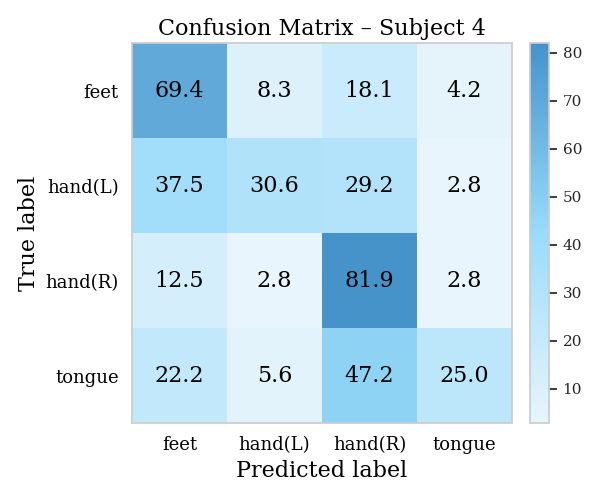 Confusion Matrix – Subject 4
feet 69.4 8.3 18.1 4.2
hand(L) 37.5 30.6 29.2 2.8
hand(R) 12.5 2.8 81.9 2.8
tongue 22.2 5.6 47.2 25.0
feet hand(L) hand(R) tongue
Predicted label
True label
80
70
60
50
40
30
20
10